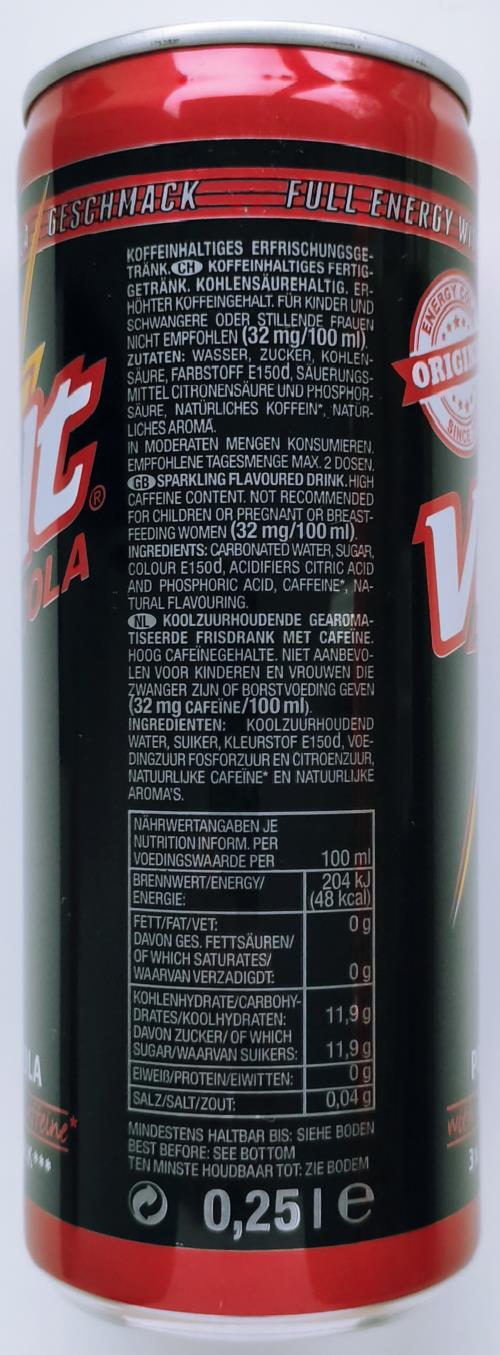 GESCHMACK FULL ENERGY
KOFFEINHALTIGES ERFRISCHUNGSGE-
TRÄNK. CH KOFFEINHALTIGES FERTIG-
GETRÄNK. KOHLENSÄUREHALTIG. ER-
HÖHTER KOFFEINGEHALT. FÜR KINDER UND
SCHWANGERE ODER STILLENDE FRAUEN
NICHT EMPFOHLEN (32 mg/100 ml).
ZUTATEN: WASSER, ZUCKER, KOHLEN-
SÄURE, FARBSTOFF E150d, SÄUERUNGS-
MITTEL CITRONENSÄURE UND PHOSPHOR-
SÄURE, NATÜRLICHES KOFFEIN*, NATÜR-
LICHES AROMA.
IN MODERATEN MENGEN KONSUMIEREN.
EMPFOHLENE TAGESMENGE MAX. 2 DOSEN.
GB SPARKLING FLAVOURED DRINK. HIGH
CAFFEINE CONTENT. NOT RECOMMENDED
FOR CHILDREN OR PREGNANT OR BREAST-
FEEDING WOMEN (32 mg/100 ml).
INGREDIENTS: CARBONATED WATER, SUGAR,
COLOUR E150d, ACIDIFIERS CITRIC ACID
AND PHOSPHORIC ACID, CAFFEINE*, NA-
TURAL FLAVOURING.
NL KOOLZUURHOUDENDE GEAROMA-
TISEERDE FRISDRANK MET CAFEÏNE.
HOOG CAFEÏNEGEHALTE. NIET AANBEVO-
LEN VOOR KINDEREN EN VROUWEN DIE
ZWANGER ZIJN OF BORSTVOEDING GEVEN
(32 mg CAFEÏNE/100 ml).
INGREDIENTEN: KOOLZUURHOUDEND
WATER, SUIKER, KLEURSTOF E150d, VOE-
DINGZUUR FOSFORZUUR EN CITROENZUUR,
NATUURLIJKE CAFEÏNE* EN NATUURLIJKE
AROMA'S.
NÄHRWERTANGABEN JE
NUTRITION INFORM. PER
VOEDINGSWAARDE PER 100 ml
BRENNWERT/ENERGY/ 204 kJ
ENERGIE: (48 kcal)
FETT/FAT/VET: 0 g
DAVON GES. FETTSÄUREN/
OF WHICH SATURATES/
WAARVAN VERZADIGDT: 0 g
KOHLENHYDRATE/CARBOHY-
DRATES/KOOLHYDRATEN: 11,9 g
DAVON ZUCKER/ OF WHICH
SUGAR/WAARVAN SUIKERS: 11,9 g
EIWEIß/PROTEIN/EIWITTEN: 0 g
SALZ/SALT/ZOUT: 0,04 g
MINDESTENS HALTBAR BIS: SIEHE BODEN
BEST BEFORE: SEE BOTTOM
TEN MINSTE HOUDBAAR TOT: ZIE BODEM
0,25 l e
ENERGY
SINCE